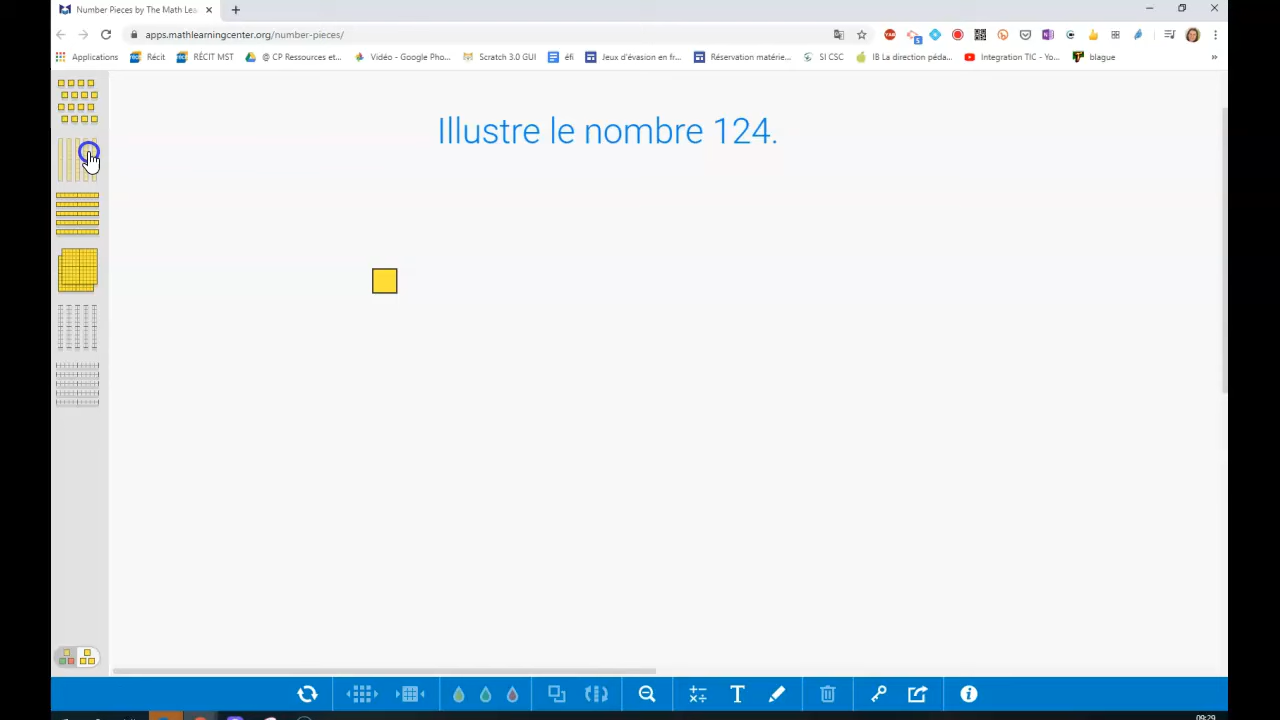 Number Pieces by The Math Lea
apps.mathlearningcenter.org/number-pieces/
Applications Récit RÉCIT MST @ CP Ressources et... Vidéo - Google Pho... Scratch 3.0 GUI éfi Jeux d'évasion en fr... Réservation matérie... SI CSC IB La direction péda... Integration TIC - Yo... blague
Illustre le nombre 124.
09:29